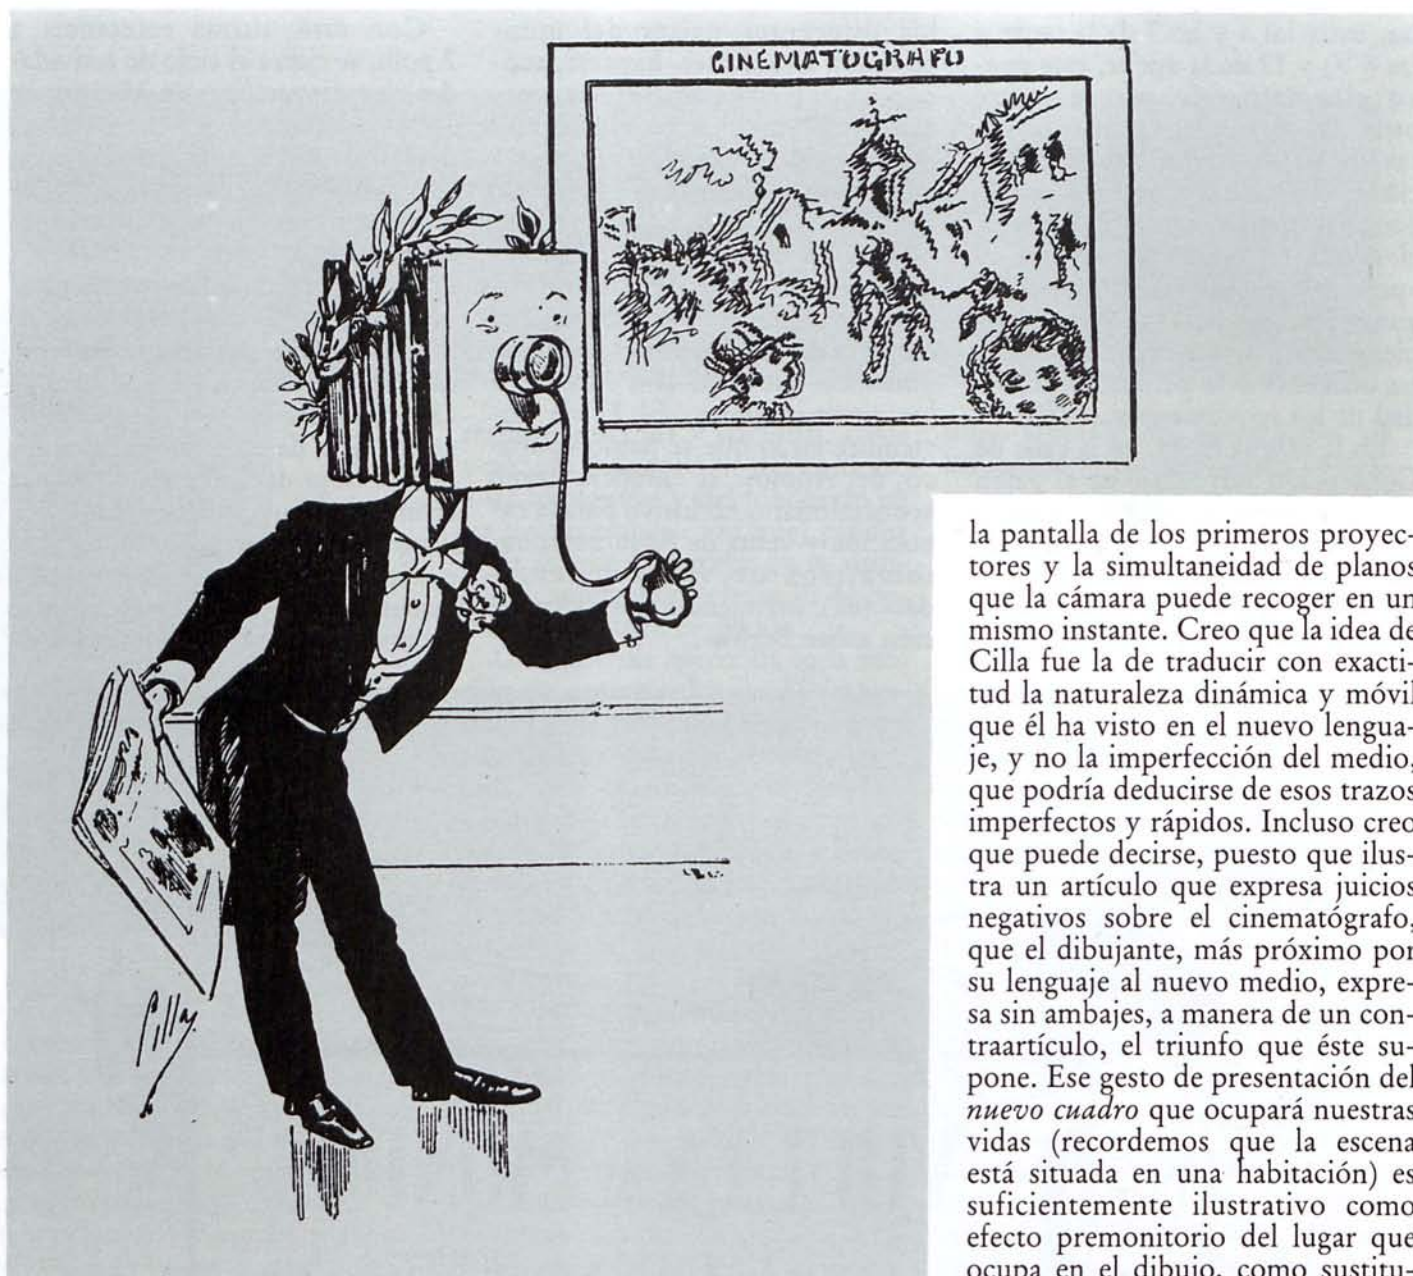 CINEMATOGRAFO
la pantalla de los primeros proyec-
tores y la simultaneidad de planos
que la cámara puede recoger en un
mismo instante. Creo que la idea de
Cilla fue la de traducir con exacti-
tud la naturaleza dinámica y móvil
que él ha visto en el nuevo lengua-
je, y no la imperfección del medio,
que podría deducirse de esos trazos
imperfectos y rápidos. Incluso creo
que puede decirse, puesto que ilus-
tra un artículo que expresa juicios
negativos sobre el cinematógrafo,
que el dibujante, más próximo por
su lenguaje al nuevo medio, expre-
sa sin ambajes, a manera de un con-
traartículo, el triunfo que éste su-
pone. Ese gesto de presentación del
nuevo cuadro que ocupará nuestras
vidas (recordemos que la escena
está situada en una habitación) es
suficientemente ilustrativo como
efecto premonitorio del lugar que
ocupa en el dibujo, como sustitu-
Cilla